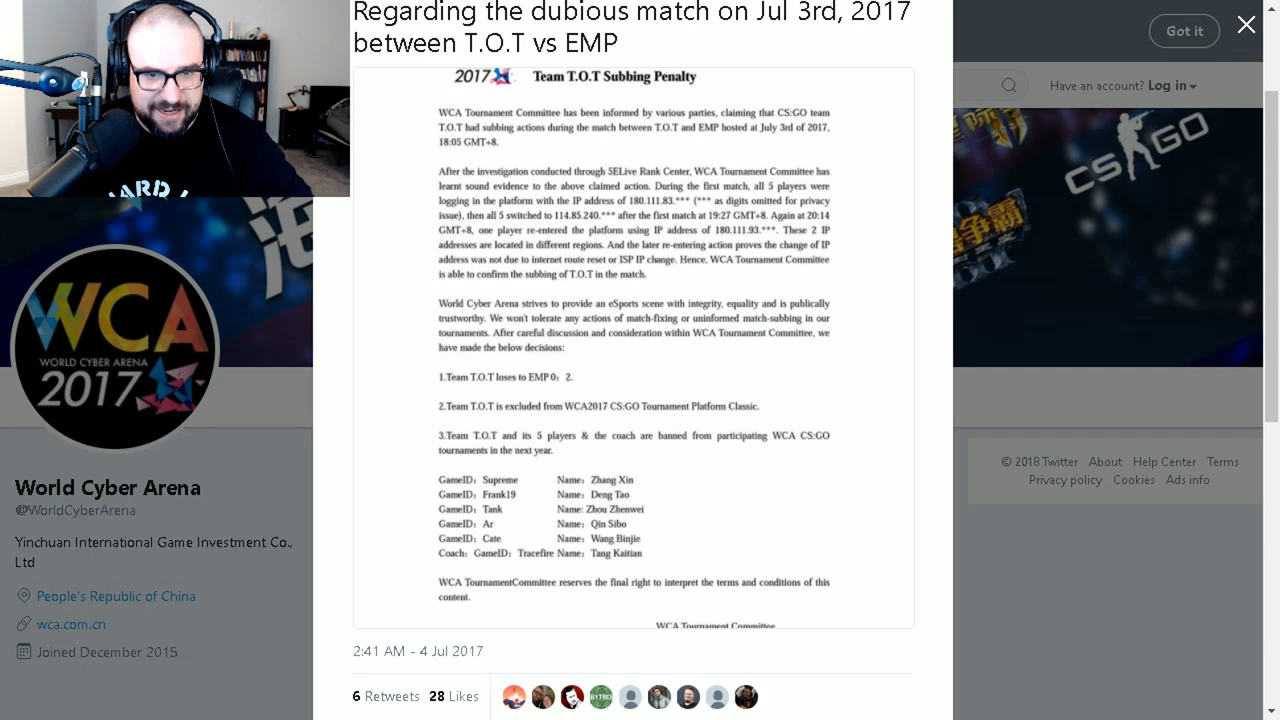 Regarding the dubious match on Jul 3rd, 2017
between T.O.T vs EMP
Got it
2017 Team T.O.T Subbing Penalty
Have an account? Log in
WCA Tournament Committee has been informed by various parties, claiming that CS:GO team
T.O.T had subbing actions during the match between T.O.T and EMP hosted at July 3rd of 2017,
18:05 GMT+8.
After the investigation conducted through 5ELive Rank Center, WCA Tournament Committee has
learnt sound evidence to the above claimed action. During the first match, all 5 players were
logging in the platform with the IP address of 180.111.83.*** (*** as digits omitted for privacy
issue), then all 5 switched to 114.85.240.*** after the first match at 19:27 GMT+8. Again at 20:14
GMT+8, one player re-entered the platform using IP address of 180.111.93.***. These 2 IP
addresses are located in different regions. And the later re-entering action proves the change of IP
address was not due to internet route reset or ISP IP change. Hence, WCA Tournament Committee
is able to confirm the subbing of T.O.T in the match.
World Cyber Arena strives to provide an eSports scene with integrity, equality and is publically
trustworthy. We won't tolerate any actions of match-fixing or uninformed match-subbing in our
tournaments. After careful discussion and consideration within WCA Tournament Committee, we
have made the below decisions:
1.Team T.O.T loses to EMP 0：2.
2.Team T.O.T is excluded from WCA2017 CS:GO Tournament Platform Classic.
3.Team T.O.T and its 5 players & the coach are banned from participating WCA CS:GO
tournaments in the next year.
GameID：Supreme Name：Zhang Xin
GameID：Frank19 Name：Deng Tao
GameID：Tank Name: Zhou Zhenwei
GameID：Ar Name：Qin Sibo
GameID：Cate Name：Wang Binjie
Coach：GameID：Tracefire Name：Tang Kaitian
WCA TournamentCommittee reserves the final right to interpret the terms and conditions of this
content.
WCA Tournament Committee
2:41 AM - 4 Jul 2017
6 Retweets 28 Likes
CS:GO
争霸
ARD
WCA
WORLD CYBER ARENA
2017
World Cyber Arena
@WorldCyberArena
Yinchuan International Game Investment Co.,
Ltd
People's Republic of China
wca.com.cn
Joined December 2015
© 2018 Twitter About Help Center Terms
Privacy policy Cookies Ads info